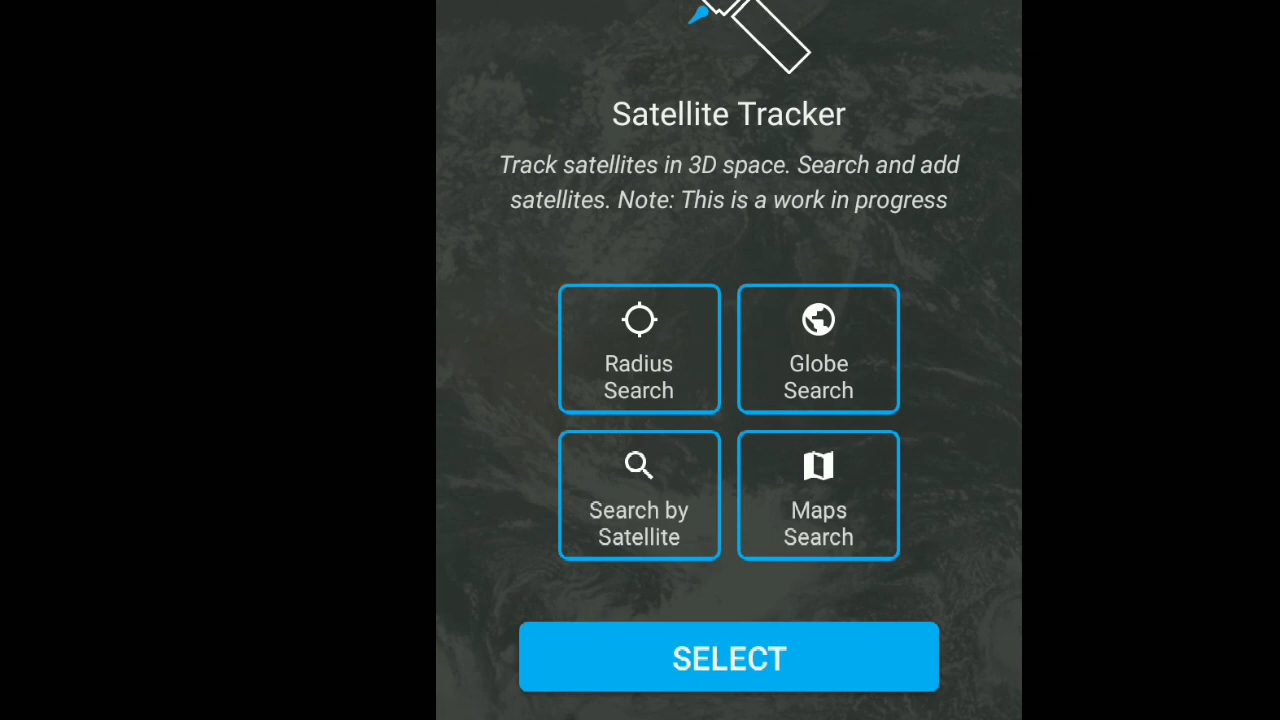 Satellite Tracker
Track satellites in 3D space. Search and add
satellites. Note: This is a work in progress
Radius
Search
Globe
Search
Search by
Satellite
Maps
Search
SELECT